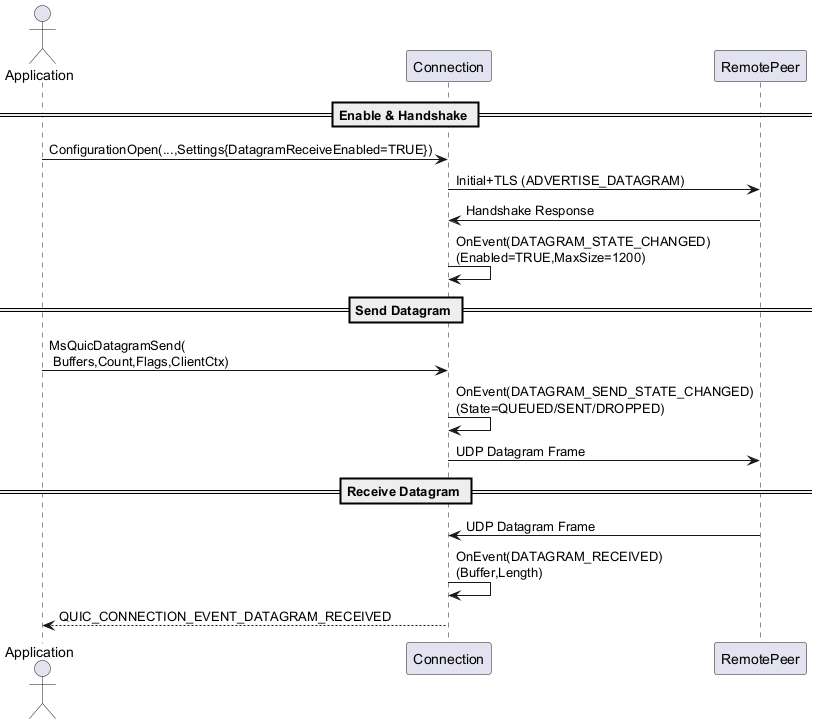 Application
Connection
RemotePeer
Enable & Handshake
ConfigurationOpen(...,Settings{DatagramReceiveEnabled=TRUE})
Initial+TLS (ADVERTISE_DATAGRAM)
Handshake Response
OnEvent(DATAGRAM_STATE_CHANGED)
(Enabled=TRUE,MaxSize=1200)
Send Datagram
MsQuicDatagramSend(
Buffers,Count,Flags,ClientCtx)
OnEvent(DATAGRAM_SEND_STATE_CHANGED)
(State=QUEUED/SENT/DROPPED)
UDP Datagram Frame
Receive Datagram
UDP Datagram Frame
OnEvent(DATAGRAM_RECEIVED)
(Buffer,Length)
QUIC_CONNECTION_EVENT_DATAGRAM_RECEIVED
Application
Connection
RemotePeer